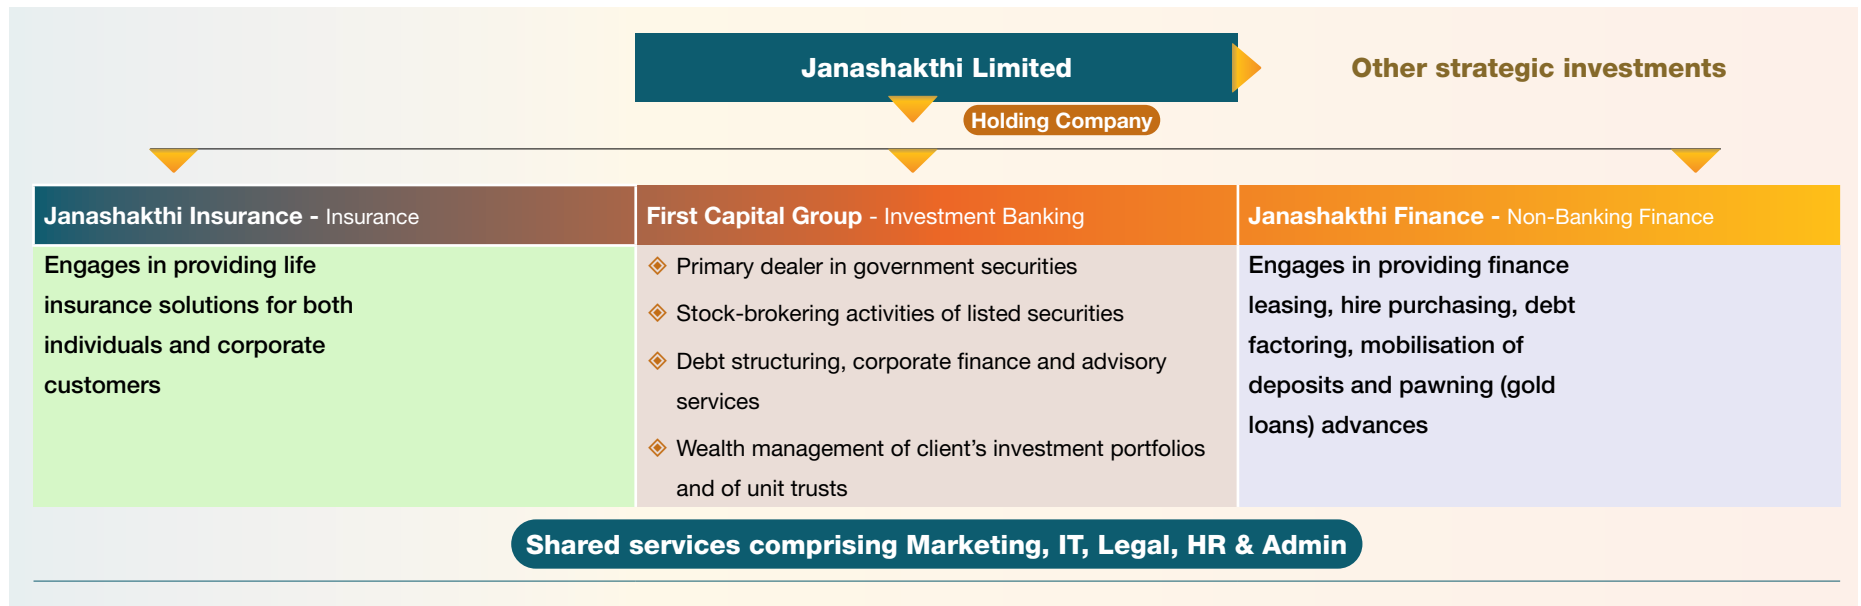 Janashakthi Limited
Other strategic investments
Holding Company
Janashakthi Insurance - Insurance
Engages in providing life
insurance solutions for both
individuals and corporate
customers
First Capital Group - Investment Banking
Primary dealer in government securities
Stock-brokering activities of listed securities
Debt structuring, corporate finance and advisory
services
Wealth management of client’s investment portfolios
and of unit trusts
Janashakthi Finance - Non-Banking Finance
Engages in providing finance
leasing, hire purchasing, debt
factoring, mobilisation of
deposits and pawning (gold
loans) advances
Shared services comprising Marketing, IT, Legal, HR & Admin